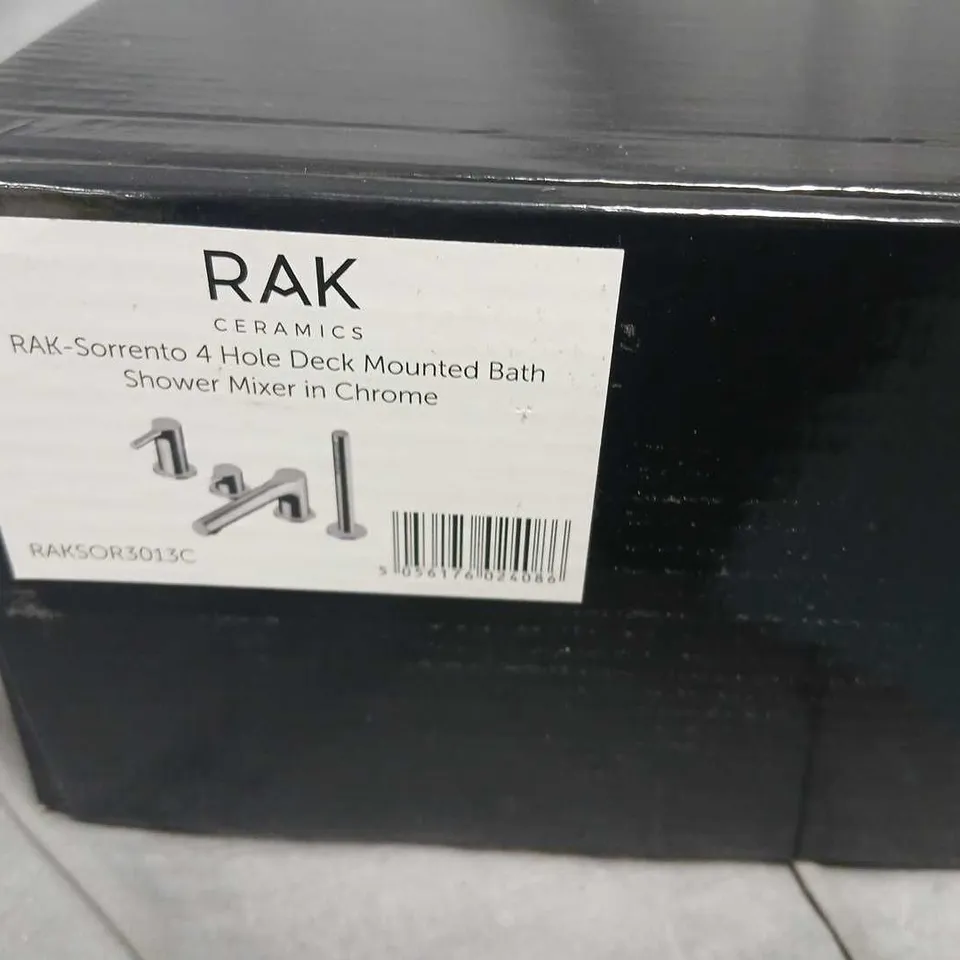 RAK
CERAMICS
RAK-Sorrento 4 Hole Deck Mounted Bath
Shower Mixer in Chrome
RAKSOR3013C
5 056176 024086